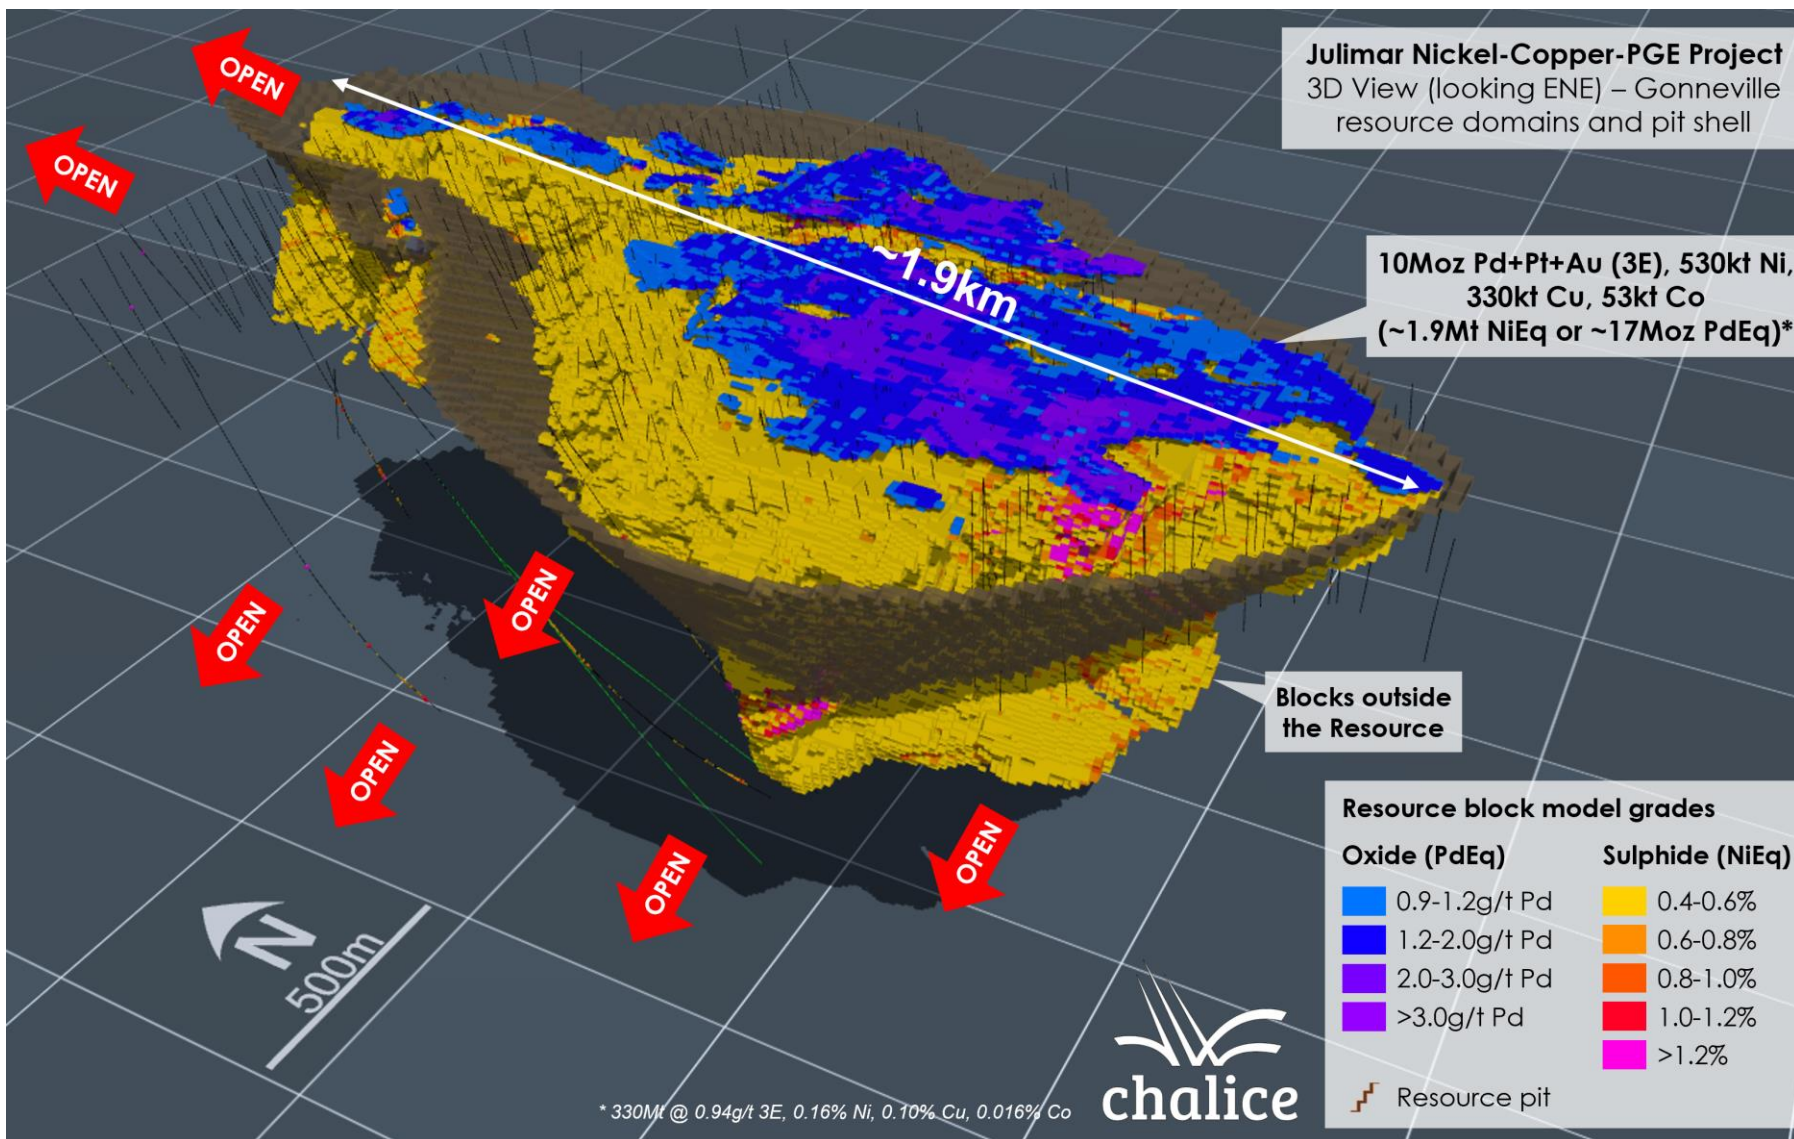 Julimar Nickel-Copper-PGE Project
3D View (looking ENE) – Gonneville
resource domains and pit shell
OPEN
OPEN
~1.9km
10Moz Pd+Pt+Au (3E), 530kt Ni,
330kt Cu, 53kt Co
(~1.9Mt NiEq or ~17Moz PdEq)*
OPEN
OPEN
OPEN
OPEN
OPEN
Blocks outside
the Resource
N
500m
Resource block model grades
Oxide (PdEq)
0.9-1.2g/t Pd
1.2-2.0g/t Pd
2.0-3.0g/t Pd
>3.0g/t Pd
Sulphide (NiEq)
0.4-0.6%
0.6-0.8%
0.8-1.0%
1.0-1.2%
>1.2%
Resource pit
chalice
* 330Mt @ 0.94g/t 3E, 0.16% Ni, 0.10% Cu, 0.016% Co